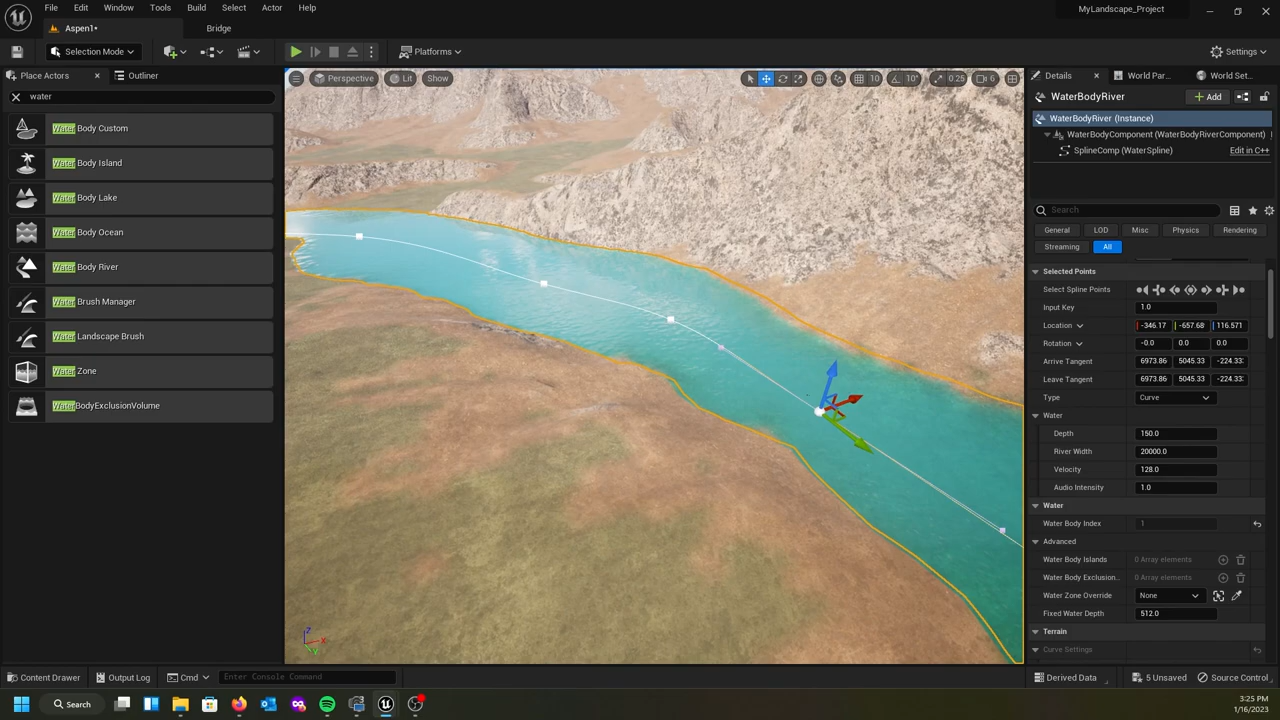 File Edit Window Tools Build Select Actor Help
MyLandscape_Project
Aspen1•
Bridge
Selection Mode
Platforms
Settings
Place Actors
Outliner
water
Water Body Custom
Water Body Island
Water Body Lake
Water Body Ocean
Water Body River
Water Brush Manager
Water Landscape Brush
Water Zone
WaterBodyExclusionVolume
Perspective Lit Show
10 10° 0.25 6
Z
X
Y
Details
World Par...
World Set...
WaterBodyRiver
Add
WaterBodyRiver (Instance)
WaterBodyComponent (WaterBodyRiverComponent)
SplineComp (WaterSpline) Edit in C++
Search
General LOD Misc Physics Rendering
Streaming All
Selected Points
Select Spline Points
Input Key 1.0
Location -346.17 -657.68 116.571
Rotation -0.0 0.0 0.0
Arrive Tangent 6973.86 5045.33 -224.33:
Leave Tangent 6973.86 5045.33 -224.33:
Type Curve
Water
Depth 150.0
River Width 20000.0
Velocity 128.0
Audio Intensity 1.0
Water
Water Body Index 1
Advanced
Water Body Islands 0 Array elements
Water Body Exclusion.. 0 Array elements
Water Zone Override None
Fixed Water Depth 512.0
Terrain
Curve Settings
Content Drawer Output Log Cmd Enter Console Command
Derived Data 5 Unsaved Source Control
Search
3:25 PM
1/16/2023